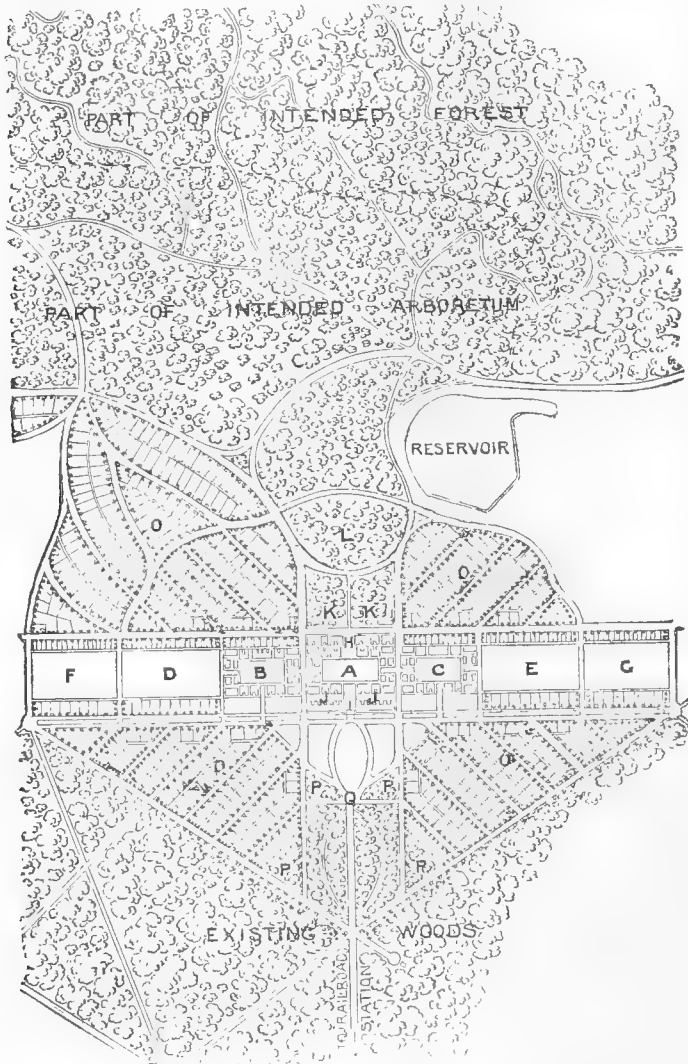 PART OF INTENDED FOREST
PART OF INTENDED ARBORETUM
RESERVOIR
O
L
O
K K
H
F D B A C E G
J I J
O O
P P
Q
P P
EXISTING WOODS
TO RAILROAD
STATION